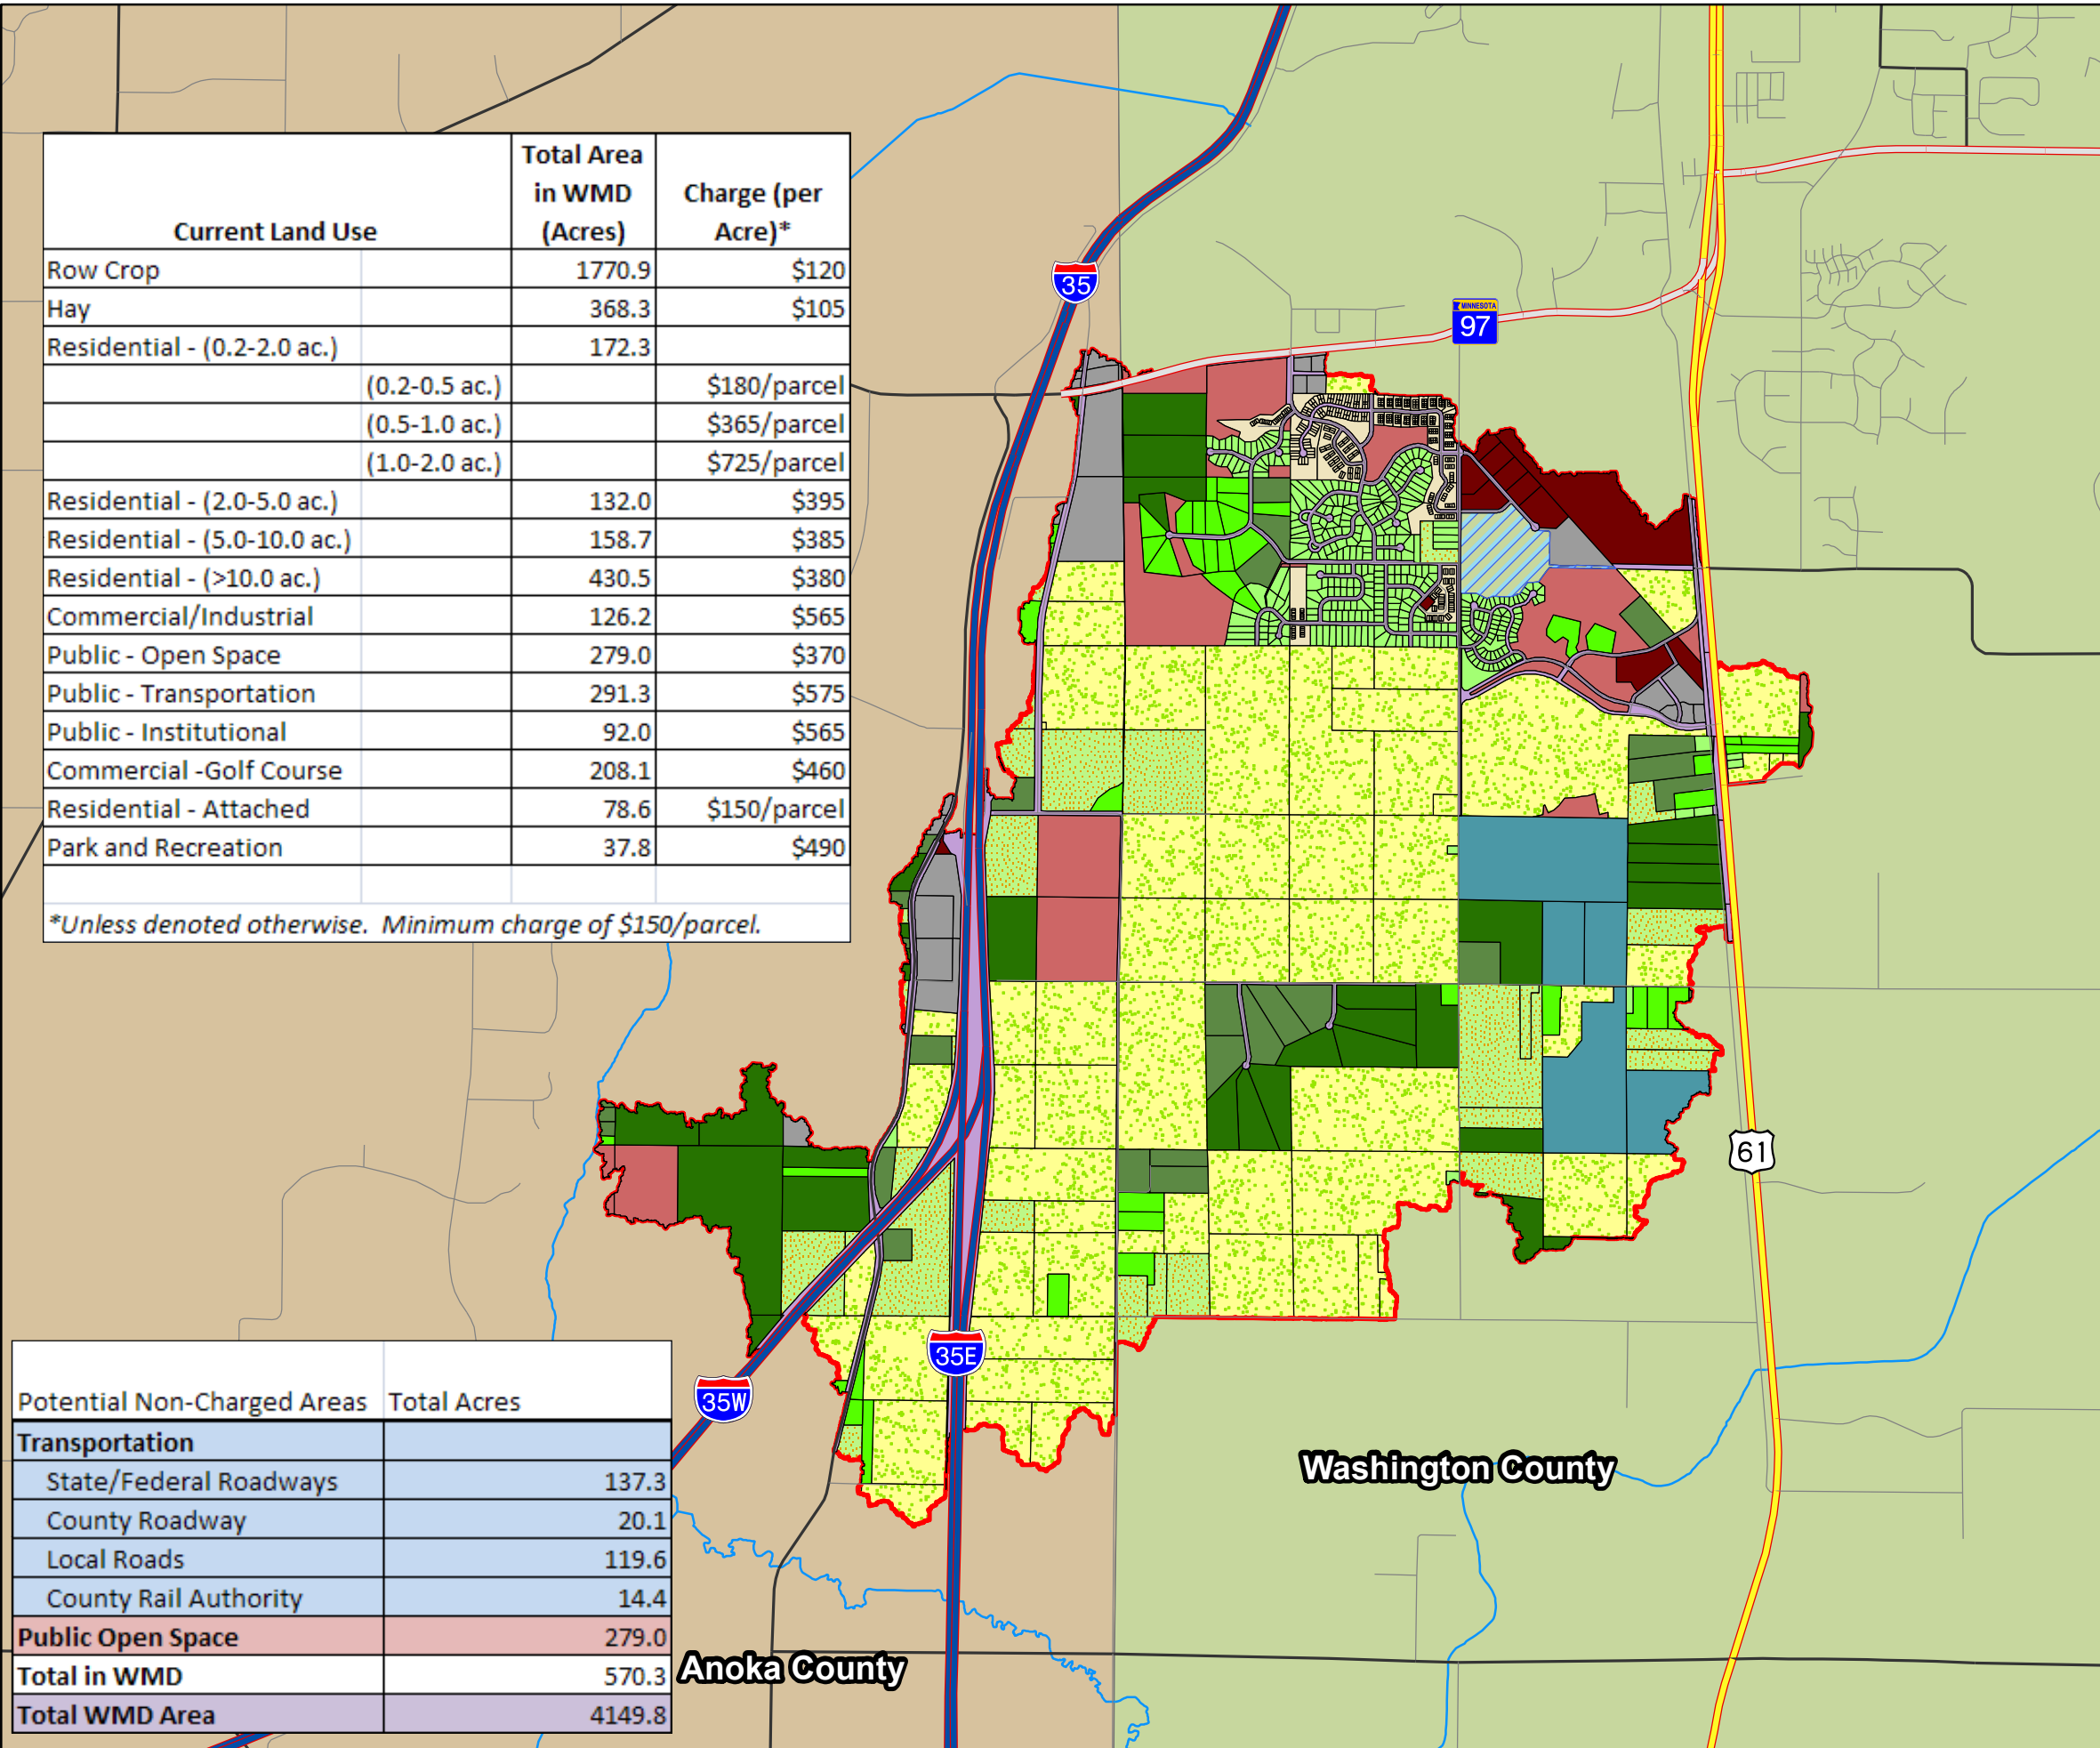 Current Land Use | Total Area in WMD (Acres) | Charge (per Acre)*
Row Crop 1770.9 $120
Hay 368.3 $105
Residential - (0.2-2.0 ac.) 172.3
(0.2-0.5 ac.) $180/parcel
(0.5-1.0 ac.) $365/parcel
(1.0-2.0 ac.) $725/parcel
Residential - (2.0-5.0 ac.) 132.0 $395
Residential - (5.0-10.0 ac.) 158.7 $385
Residential - (>10.0 ac.) 430.5 $380
Commercial/Industrial 126.2 $565
Public - Open Space 279.0 $370
Public - Transportation 291.3 $575
Public - Institutional 92.0 $565
Commercial -Golf Course 208.1 $460
Residential - Attached 78.6 $150/parcel
Park and Recreation 37.8 $490
*Unless denoted otherwise. Minimum charge of $150/parcel.
35
MINNESOTA
97
61
35E
35W
Washington County
Anoka County
Potential Non-Charged Areas Total Acres
Transportation
State/Federal Roadways 137.3
County Roadway 20.1
Local Roads 119.6
County Rail Authority 14.4
Public Open Space 279.0
Total in WMD 570.3
Total WMD Area 4149.8